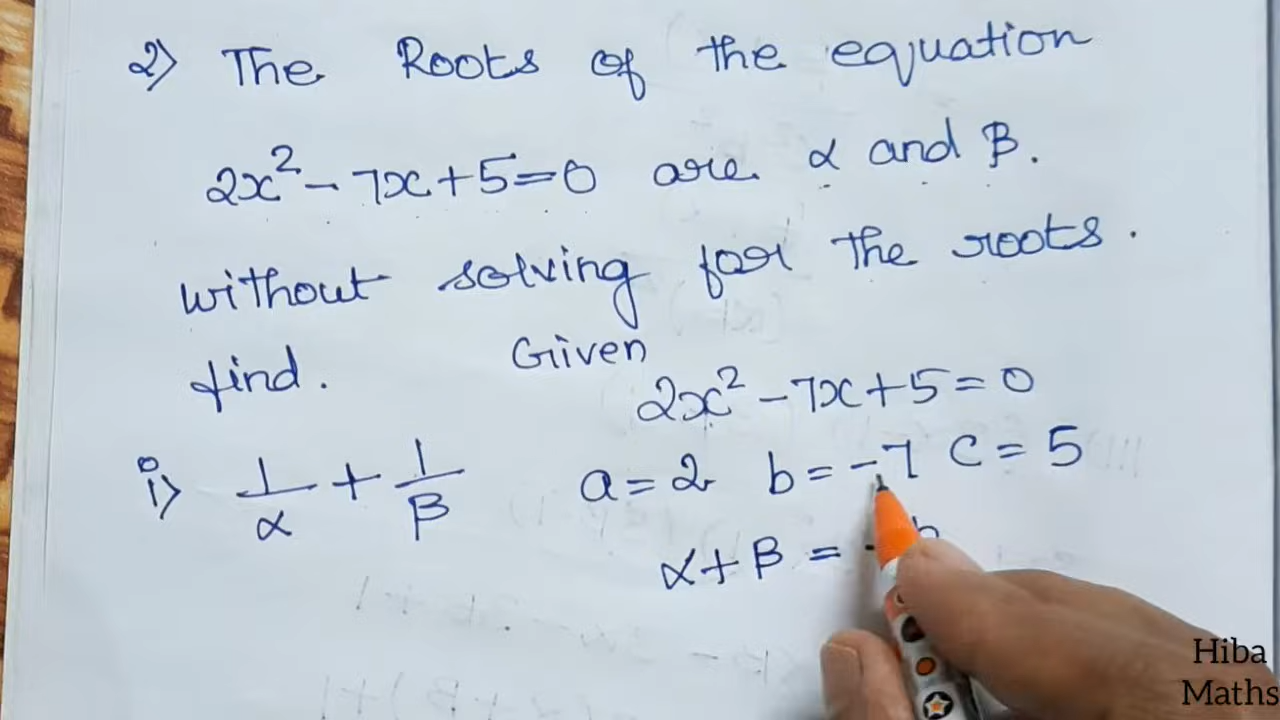 2) The Roots of the equation
2x² - 7x + 5 = 0 are α and β.
without solving for the roots.
find. Given
2x² - 7x + 5 = 0
i) 1/α + 1/β a = 2 b = -7 c = 5
α + β = -b
Hiba
Maths